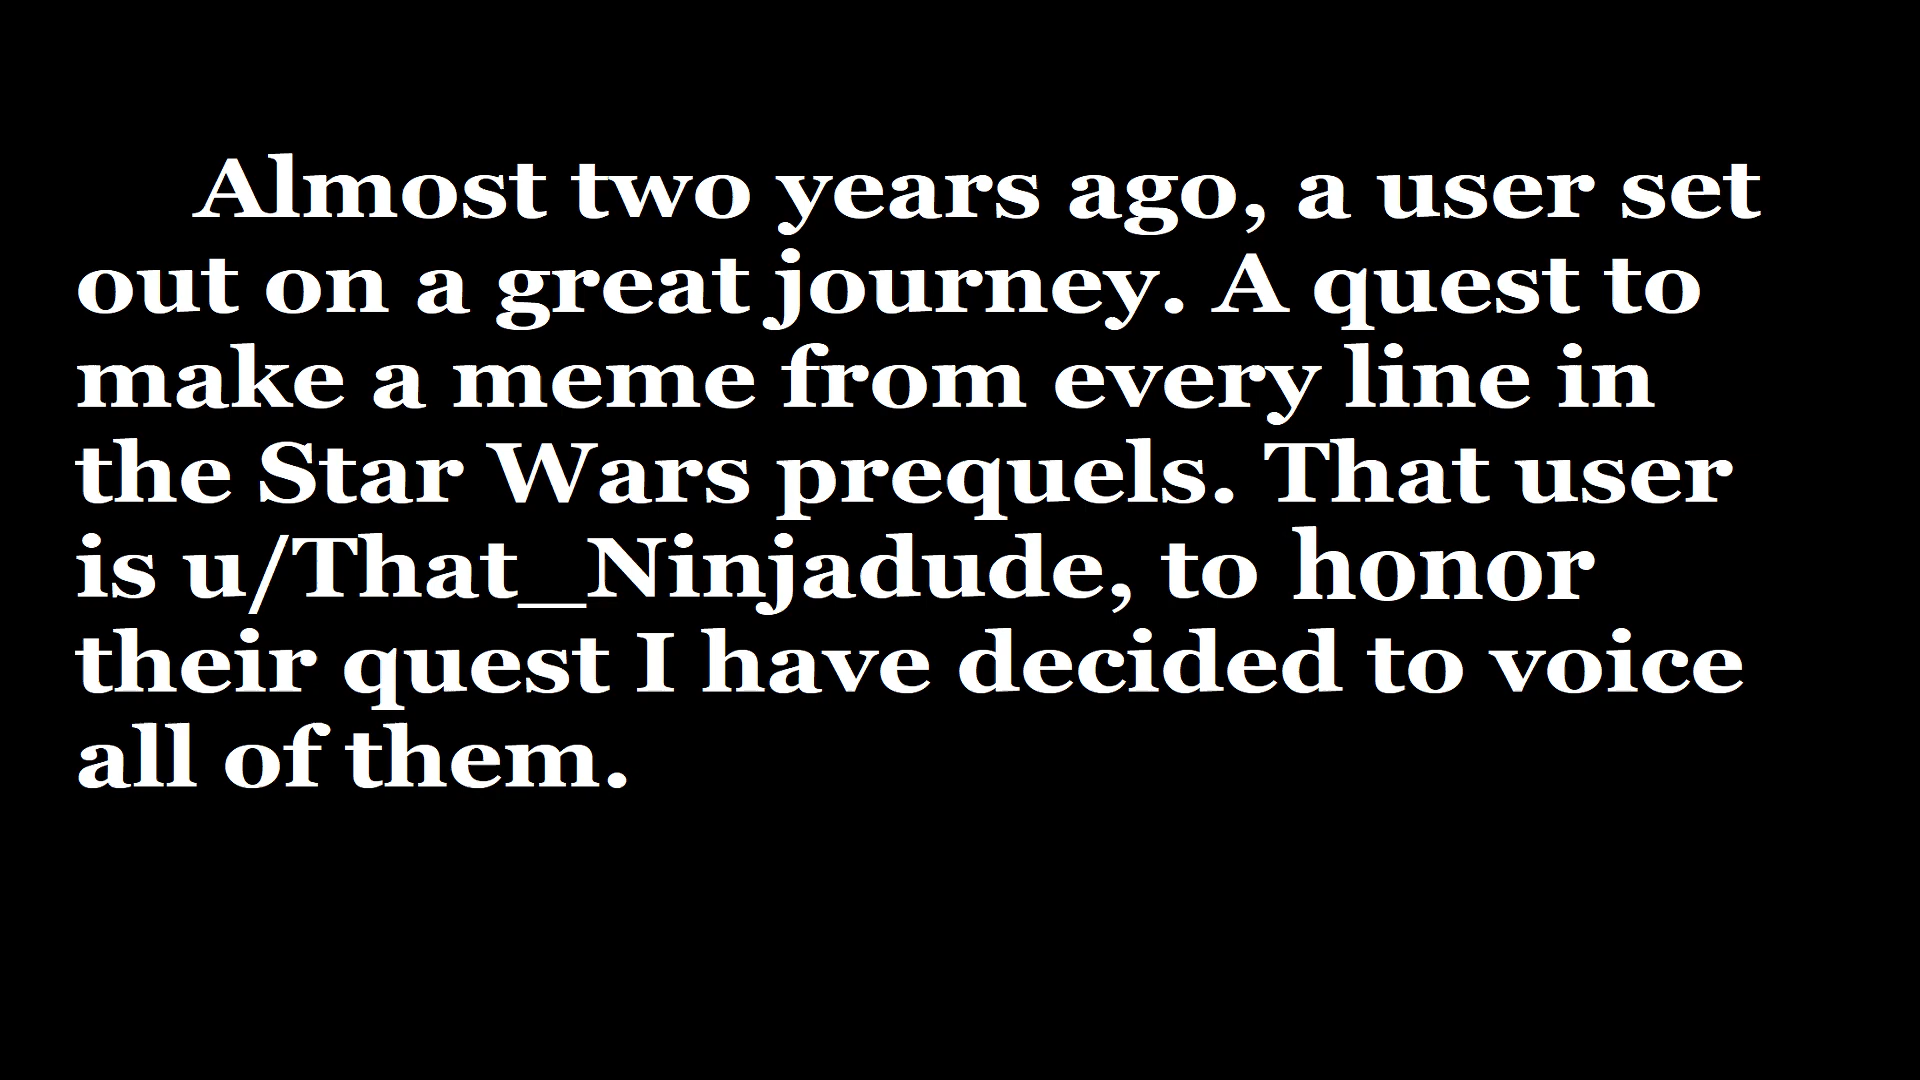 Almost two years ago, a user set
out on a great journey. A quest to
make a meme from every line in
the Star Wars prequels. That user
is u/That_Ninjadude, to honor
their quest I have decided to voice
all of them.